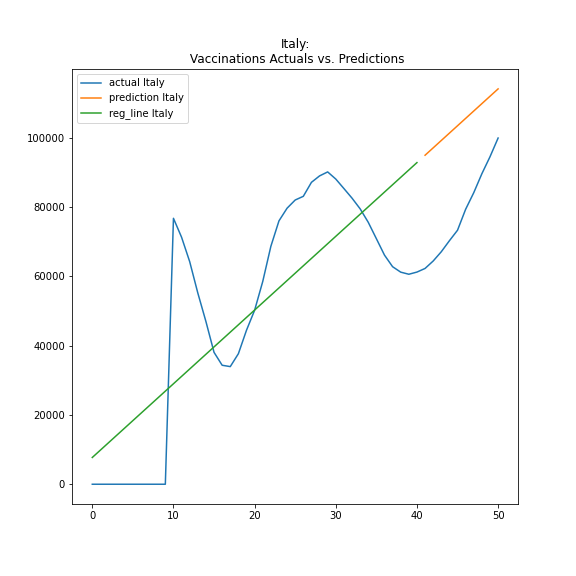 Italy:
Vaccinations Actuals vs. Predictions
actual Italy
prediction Italy
reg_line Italy
100000
80000
60000
40000
20000
0
0 10 20 30 40 50